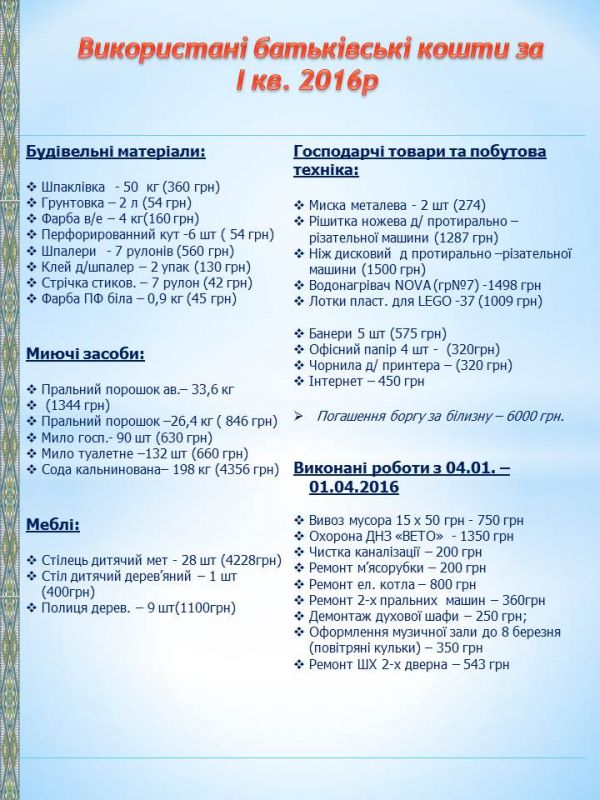 Використані батьківські кошти за
І кв. 2016р
Будівельні матеріали:
❖ Шпаклівка - 50 кг (360 грн)
❖ Грунтовка – 2 л (54 грн)
❖ Фарба в/е – 4 кг(160 грн)
❖ Перфорированний кут -6 шт ( 54 грн)
❖ Шпалери - 7 рулонів (560 грн)
❖ Клей д/шпалер – 2 упак (130 грн)
❖ Стрічка стиков. – 7 рулон (42 грн)
❖ Фарба ПФ біла – 0,9 кг (45 грн)
Миючі засоби:
❖ Пральний порошок ав.– 33,6 кг
❖ (1344 грн)
❖ Пральний порошок –26,4 кг ( 846 грн)
❖ Мило госп.- 90 шт (630 грн)
❖ Мило туалетне –132 шт (660 грн)
❖ Сода кальнинована– 198 кг (4356 грн)
Меблі:
❖ Стілець дитячий мет - 28 шт (4228грн)
❖ Стіл дитячий дерев'яний – 1 шт
(400грн)
❖ Полиця дерев. – 9 шт(1100грн)
Господарчі товари та побутова
техніка:
❖ Миска металева - 2 шт (274)
❖ Рішитка ножева д/ протирально –
різательної машини (1287 грн)
❖ Ніж дисковий д протирально –різательної
машини (1500 грн)
❖ Водонагрівач NOVA (гр№7) -1498 грн
❖ Лотки пласт. для LEGO -37 (1009 грн)
❖ Банери 5 шт (575 грн)
❖ Офісний папір 4 шт - (320грн)
❖ Чорнила д/ принтера – (320 грн)
❖ Інтернет – 450 грн
➢ Погашення боргу за білизну – 6000 грн.
Виконані роботи з 04.01. –
01.04.2016
❖ Вивоз мусора 15 х 50 грн - 750 грн
❖ Охорона ДНЗ «ВЕТО» - 1350 грн
❖ Чистка каналізації – 200 грн
❖ Ремонт м'ясорубки – 200 грн
❖ Ремонт ел. котла – 800 грн
❖ Ремонт 2-х пральних машин – 360грн
❖ Демонтаж духової шафи – 250 грн;
❖ Оформлення музичної зали до 8 березня
(повітряні кульки) – 350 грн
❖ Ремонт ШХ 2-х дверна – 543 грн